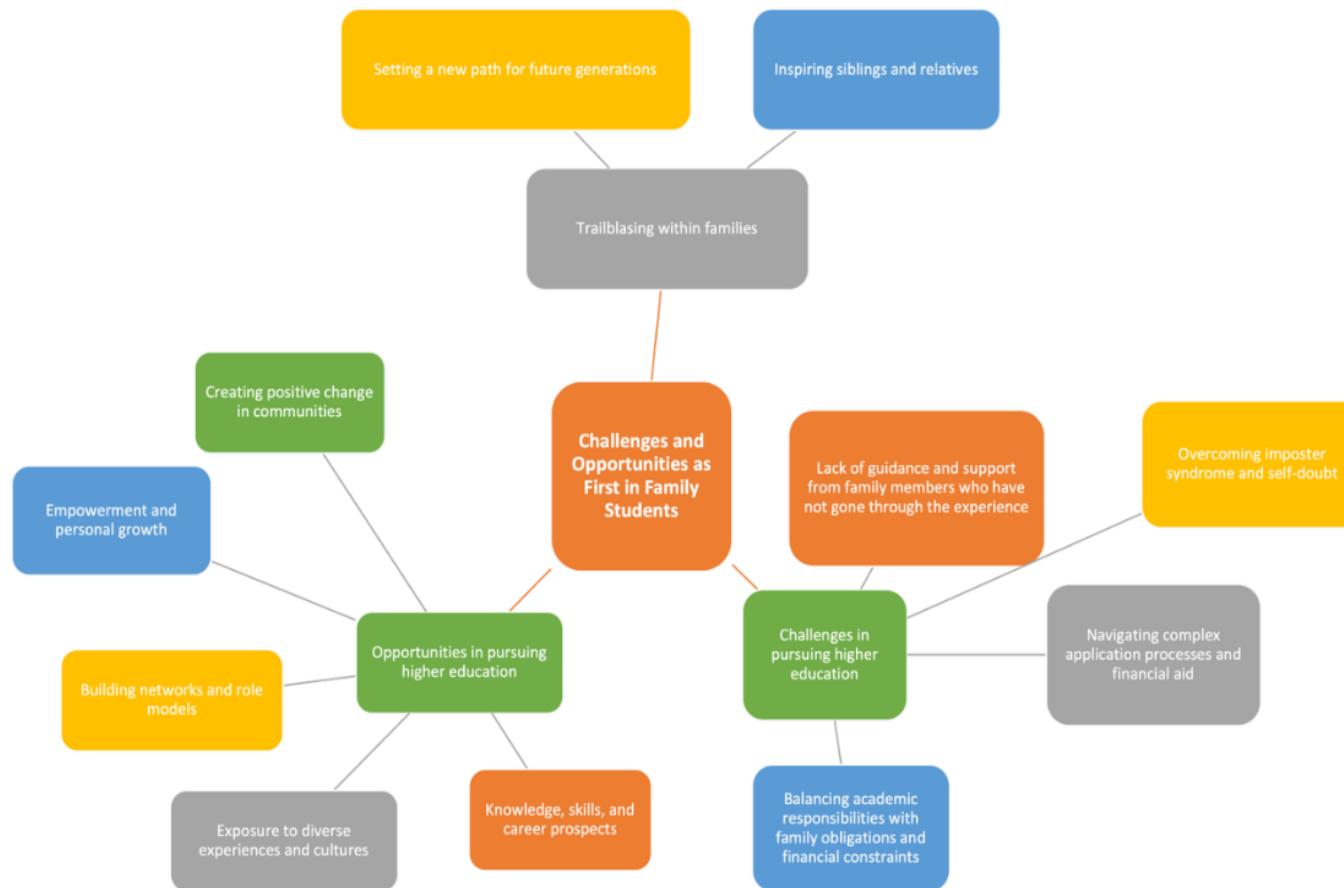 Setting a new path for future generations
Inspiring siblings and relatives
Trailblasing within families
Creating positive change
in communities
Challenges and
Opportunities as
First in Family
Students
Lack of guidance and support
from family members who have
not gone through the experience
Overcoming imposter
syndrome and self-doubt
Empowerment and
personal growth
Opportunities in pursuing
higher education
Challenges in
pursuing higher
education
Navigating complex
application processes and
financial aid
Building networks and role
models
Exposure to diverse
experiences and cultures
Knowledge, skills, and
career prospects
Balancing academic
responsibilities with
family obligations and
financial constraints